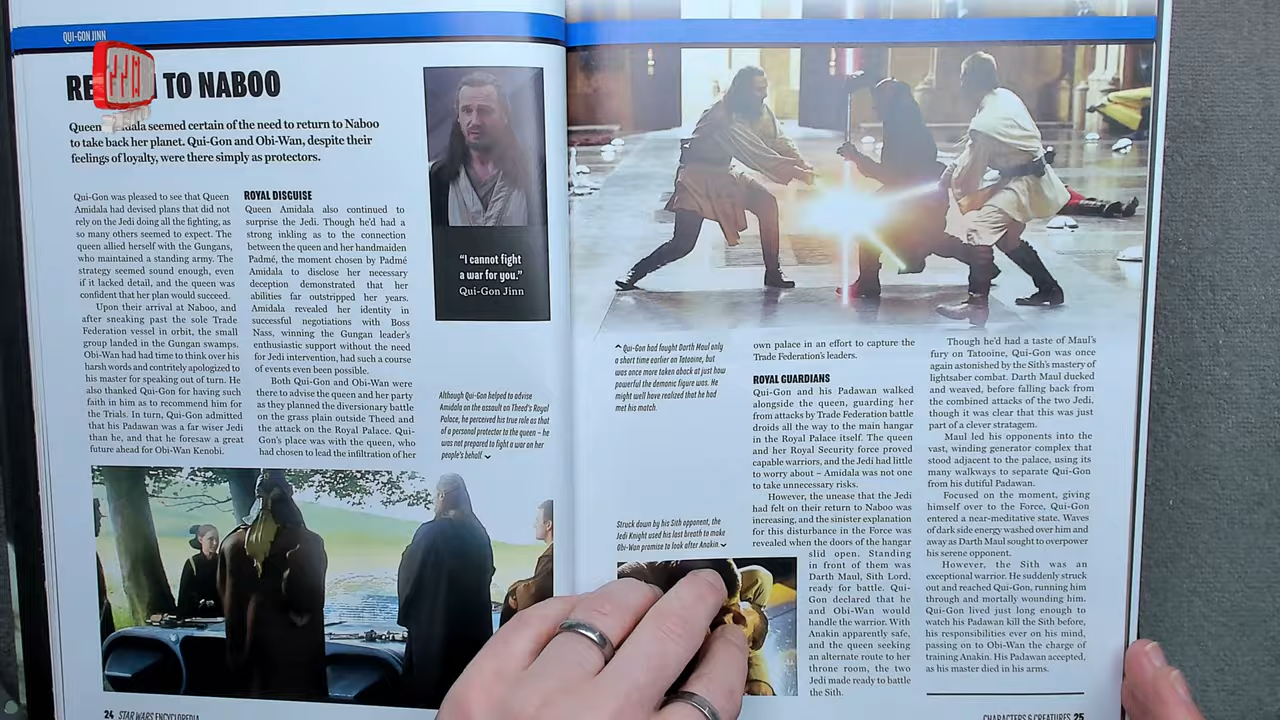 QUI-GON JINN
TO NABOO
Queen seemed certain of the need to return to Naboo
to take back her planet. Qui-Gon and Obi-Wan, despite their
feelings of loyalty, were there simply as protectors.
Qui-Gon was pleased to see that Queen
Amidala had devised plans that did not
rely on the Jedi doing all the fighting, as
so many others seemed to expect. The
queen allied herself with the Gungans,
who maintained a standing army. The
strategy seemed sound enough, even
if it lacked detail, and the queen was
confident that her plan would succeed.
Upon their arrival at Naboo, and
after sneaking past the sole Trade
Federation vessel in orbit, the small
group landed in the Gungan swamps.
Obi-Wan had had time to think over his
harsh words and contritely apologized to
his master for speaking out of turn. He
also thanked Qui-Gon for having such
faith in him as to recommend him for
the Trials. In turn, Qui-Gon admitted
that his Padawan was a far wiser Jedi
than he, and that he foresaw a great
future ahead for Obi-Wan Kenobi.
ROYAL DISGUISE
Queen Amidala also continued to
surprise the Jedi. Though he'd had a
strong inkling as to the connection
between the queen and her handmaiden
Padmé, the moment chosen by Padmé
Amidala to disclose her necessary
deception demonstrated that her
abilities far outstripped her years.
Amidala revealed her identity in
successful negotiations with Boss
Nass, winning the Gungan leader's
enthusiastic support without the need
for Jedi intervention, had such a course
of events even been possible.
Both Qui-Gon and Obi-Wan were
there to advise the queen and her party
as they planned the diversionary battle
on the grass plain outside Theed and
the attack on the Royal Palace. Qui-
Gon's place was with the queen, who
had chosen to lead the infiltration of her
"I cannot fight
a war for you."
Qui-Gon Jinn
Although Qui-Gon helped to advise
Amidala on the assault on Theed's Royal
Palace, he perceived his true role as that
of a personal protector to the queen – he
was not prepared to fight a war on her
people's behalf.
24 STAR WARS ENCYCLOPEDIA
Qui-Gon had fought Darth Maul only
a short time earlier on Tatooine, but
was once more taken aback at just how
powerful the demonic figure was. He
might well have realized that he had
met his match.
Struck down by his Sith opponent, the
Jedi Knight used his last breath to make
Obi-Wan promise to look after Anakin.
own palace in an effort to capture the
Trade Federation's leaders.
ROYAL GUARDIANS
Qui-Gon and his Padawan walked
alongside the queen, guarding her
from attacks by Trade Federation battle
droids all the way to the main hangar
in the Royal Palace itself. The queen
and her Royal Security force proved
capable warriors, and the Jedi had little
to worry about – Amidala was not one
to take unnecessary risks.
However, the unease that the Jedi
had felt on their return to Naboo was
increasing, and the sinister explanation
for this disturbance in the Force was
revealed when the doors of the hangar
slid open. Standing
in front of them was
Darth Maul, Sith Lord,
ready for battle. Qui-
Gon declared that he
and Obi-Wan would
handle the warrior. With
Anakin apparently safe,
and the queen seeking
an alternate route to her
throne room, the two
Jedi made ready to battle
the Sith.
Though he'd had a taste of Maul's
fury on Tatooine, Qui-Gon was once
again astonished by the Sith's mastery of
lightsaber combat. Darth Maul ducked
and weaved, before falling back from
the combined attacks of the two Jedi,
though it was clear that this was just
part of a clever stratagem.
Maul led his opponents into the
vast, winding generator complex that
stood adjacent to the palace, using its
many walkways to separate Qui-Gon
from his dutiful Padawan.
Focused on the moment, giving
himself over to the Force, Qui-Gon
entered a near-meditative state. Waves
of dark side energy washed over him and
away as Darth Maul sought to overpower
his serene opponent.
However, the Sith was an
exceptional warrior. He suddenly struck
out and reached Qui-Gon, running him
through and mortally wounding him.
Qui-Gon lived just long enough to
watch his Padawan kill the Sith before,
his responsibilities ever on his mind,
passing on to Obi-Wan the charge of
training Anakin. His Padawan accepted,
as his master died in his arms.
CHARACTERS & CREATURES 25